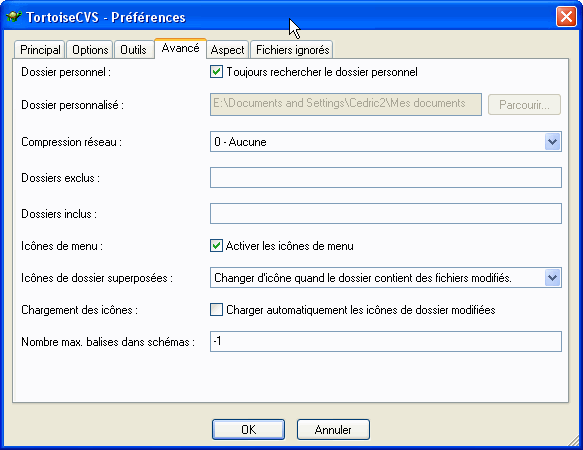 TortoiseCVS - Préférences
Principal Options Outils Avancé Aspect Fichiers ignorés
Dossier personnel : Toujours rechercher le dossier personnel
Dossier personnalisé : E:\Documents and Settings\Cedric2\Mes documents Parcourir...
Compression réseau : 0 - Aucune
Dossiers exclus :
Dossiers inclus :
Icônes de menu : Activer les icônes de menu
Icônes de dossier superposées : Changer d'icône quand le dossier contient des fichiers modifiés.
Chargement des icônes : Charger automatiquement les icônes de dossier modifiées
Nombre max. balises dans schémas : -1
OK Annuler